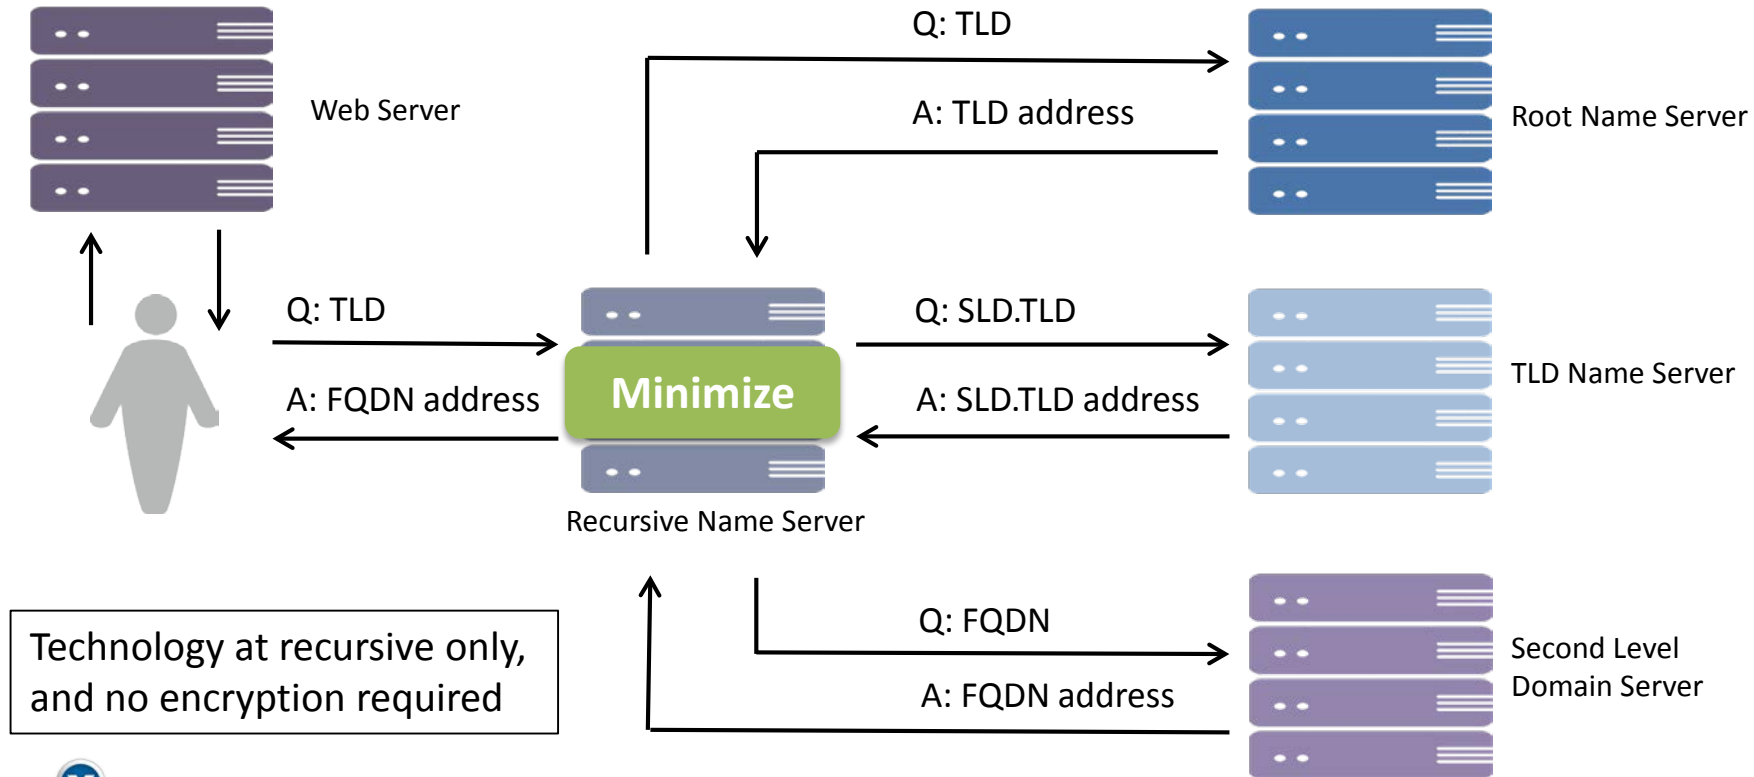 Q: TLD
Web Server
A: TLD address
Root Name Server
Q: TLD
Q: SLD.TLD
Minimize
A: FQDN address
A: SLD.TLD address
TLD Name Server
Recursive Name Server
Q: FQDN
Technology at recursive only,
and no encryption required
Second Level
Domain Server
A: FQDN address